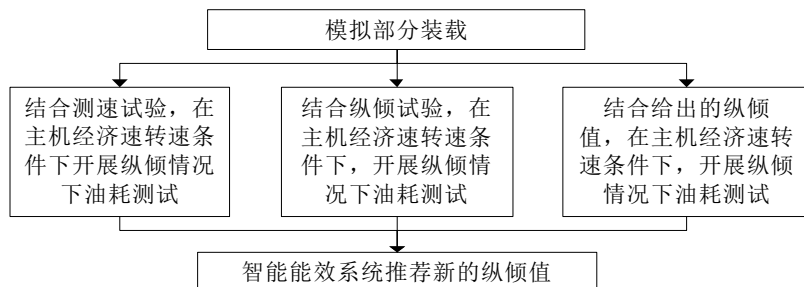 模拟部分装载
结合测速试验，在
主机经济速转速条
件下开展纵倾情况
下油耗测试
结合纵倾试验，在
主机经济速转速条
件下，开展纵倾情
况下油耗测试
结合给出的纵倾
值，在主机经济速转
速条件下，开展纵倾
情况下油耗测试
智能能效系统推荐新的纵倾值